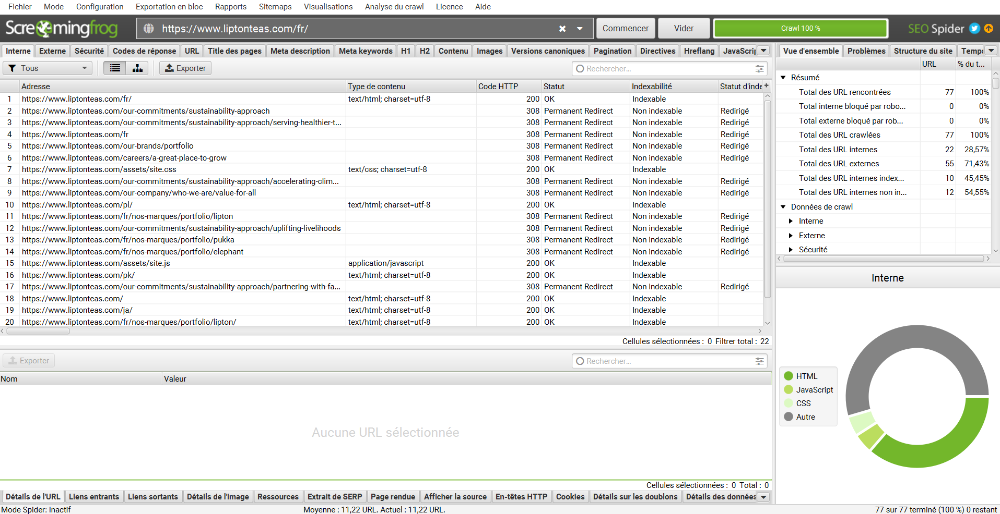 Fichier Mode Configuration Exportation en bloc Rapports Sitemaps Visualisations Analyse du crawl Licence Aide
Screamingfrog https://www.liptonteas.com/fr/ Commencer Vider Crawl 100 % SEO Spider
Interne Externe Sécurité Codes de réponse URL Title des pages Meta description Meta keywords H1 H2 Contenu Images Versions canoniques Pagination Directives Hreflang JavaScri
Tous Exporter Rechercher...
Adresse Type de contenu Code HTTP Statut Indexabilité Statut d'inde
1 https://www.liptonteas.com/fr/ text/html; charset=utf-8 200 OK Indexable
2 https://www.liptonteas.com/our-commitments/sustainability-approach 308 Permanent Redirect Non indexable Redirigé
3 https://www.liptonteas.com/our-commitments/sustainability-approach/serving-healthier-t... 308 Permanent Redirect Non indexable Redirigé
4 https://www.liptonteas.com/fr 308 Permanent Redirect Non indexable Redirigé
5 https://www.liptonteas.com/our-brands/portfolio 308 Permanent Redirect Non indexable Redirigé
6 https://www.liptonteas.com/careers/a-great-place-to-grow 308 Permanent Redirect Non indexable Redirigé
7 https://www.liptonteas.com/assets/site.css text/css; charset=utf-8 200 OK Indexable
8 https://www.liptonteas.com/our-commitments/sustainability-approach/accelerating-clim... 308 Permanent Redirect Non indexable Redirigé
9 https://www.liptonteas.com/our-company/who-we-are/value-for-all 308 Permanent Redirect Non indexable Redirigé
10 https://www.liptonteas.com/pl/ text/html; charset=utf-8 200 OK Indexable
11 https://www.liptonteas.com/fr/nos-marques/portfolio/lipton 308 Permanent Redirect Non indexable Redirigé
12 https://www.liptonteas.com/our-commitments/sustainability-approach/uplifting-livelihoods 308 Permanent Redirect Non indexable Redirigé
13 https://www.liptonteas.com/fr/nos-marques/portfolio/pukka 308 Permanent Redirect Non indexable Redirigé
14 https://www.liptonteas.com/fr/nos-marques/portfolio/elephant 308 Permanent Redirect Non indexable Redirigé
15 https://www.liptonteas.com/assets/site.js application/javascript 200 OK Indexable
16 https://www.liptonteas.com/pk/ text/html; charset=utf-8 200 OK Indexable
17 https://www.liptonteas.com/our-commitments/sustainability-approach/partnering-with-fa... 308 Permanent Redirect Non indexable Redirigé
18 https://www.liptonteas.com/ text/html; charset=utf-8 200 OK Indexable
19 https://www.liptonteas.com/ja/ text/html; charset=utf-8 200 OK Indexable
20 https://www.liptonteas.com/fr/nos-marques/portfolio/lipton/ text/html; charset=utf-8 200 OK Indexable
Cellules sélectionnées : 0 Filtrer total : 22
Exporter Rechercher...
Nom Valeur
Aucune URL sélectionnée
Cellules sélectionnées : 0 Total : 0
Détails de l'URL Liens entrants Liens sortants Détails de l'image Ressources Extrait de SERP Page rendue Afficher la source En-têtes HTTP Cookies Détails sur les doublons Détails des données
Vue d'ensemble Problèmes Structure du site Temps
URL % du t...
Résumé
Total des URL rencontrées 77 100%
Total interne bloqué par robo... 0 0%
Total externe bloqué par rob... 0 0%
Total des URL crawlées 77 100%
Total des URL internes 22 28,57%
Total des URL externes 55 71,43%
Total des URL internes index... 10 45,45%
Total des URL internes non in... 12 54,55%
Données de crawl
Interne
Externe
Sécurité
Interne
HTML
JavaScript
CSS
Autre
Mode Spider: Inactif Moyenne : 11,22 URL. Actuel : 11,22 URL. 77 sur 77 terminé (100 %) 0 restant